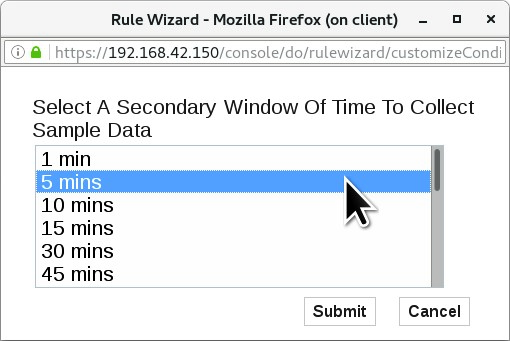 Rule Wizard - Mozilla Firefox (on client)
https://192.168.42.150/console/do/rulewizard/customizeCondi
Select A Secondary Window Of Time To Collect
Sample Data
1 min
5 mins
10 mins
15 mins
30 mins
45 mins
Submit Cancel